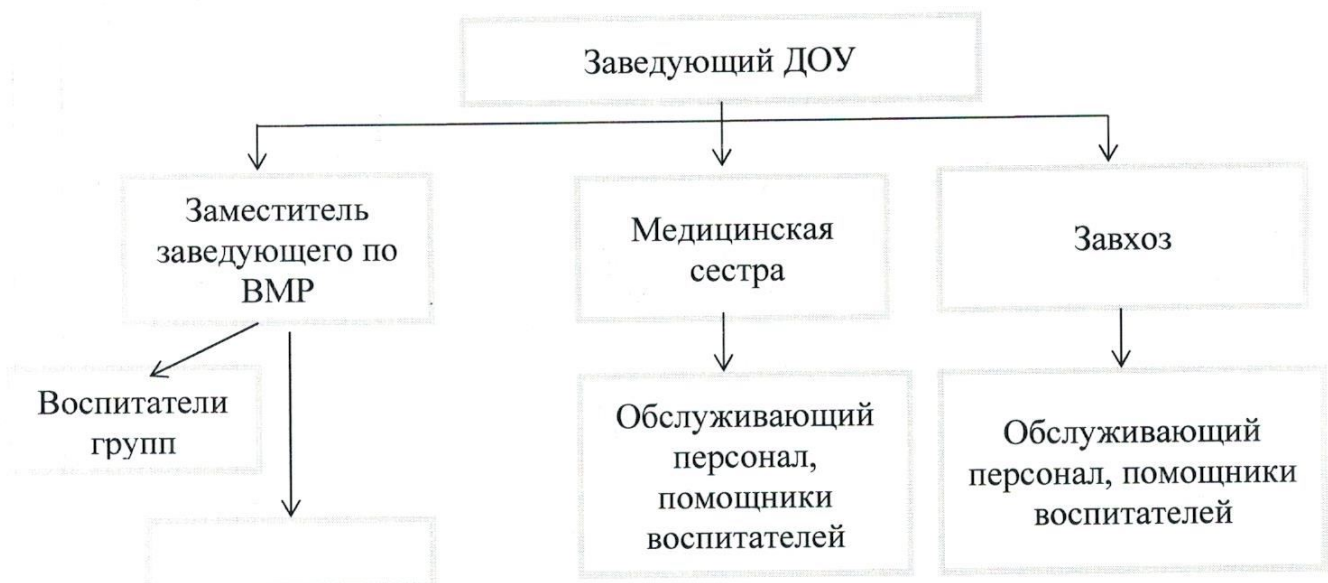 Заведующий ДОУ
Заместитель
заведующего по
ВМР
Медицинская
сестра
Завхоз
Воспитатели
групп
Обслуживающий
персонал,
помощники
воспитателей
Обслуживающий
персонал, помощники
воспитателей